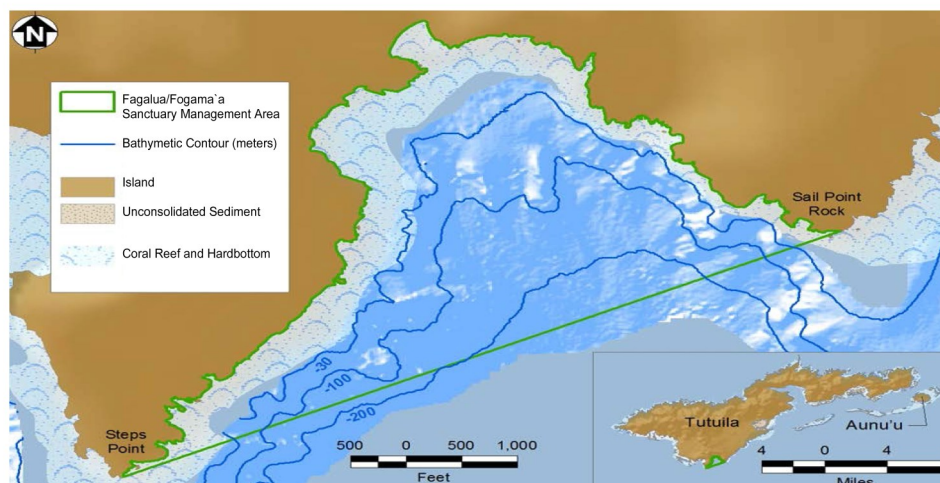 N
Fagalua/Fogama`a
Sanctuary Management Area
Bathymetic Contour (meters)
Island
Unconsolidated Sediment
Coral Reef and Hardbottom
Sail Point
Rock
-30
-100
-200
Steps
Point
500 0 500 1,000
Feet
Tutuila
Aunu'u
4 0 4
Miles